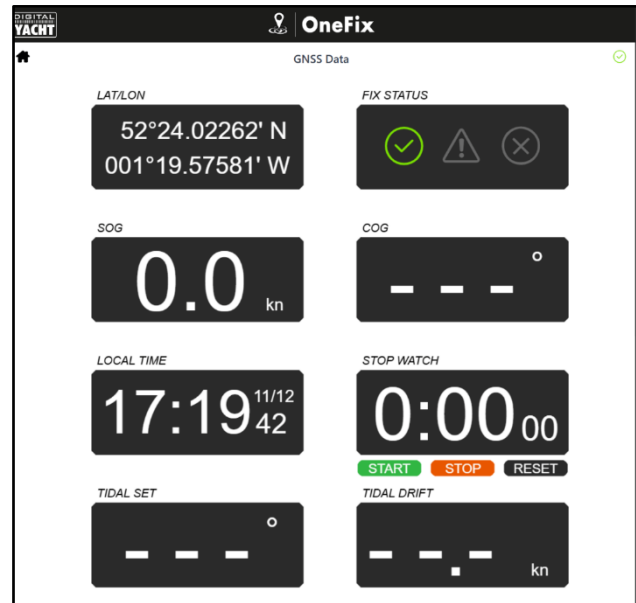 DIGITAL
YACHT
OneFix
GNSS Data
LAT/LON
52°24.02262' N
001°19.57581' W
FIX STATUS
SOG
0.0 kn
COG
- - - °
LOCAL TIME
17:19 11/12
42
STOP WATCH
0:00 00
START STOP RESET
TIDAL SET
- - - °
TIDAL DRIFT
- - . - kn